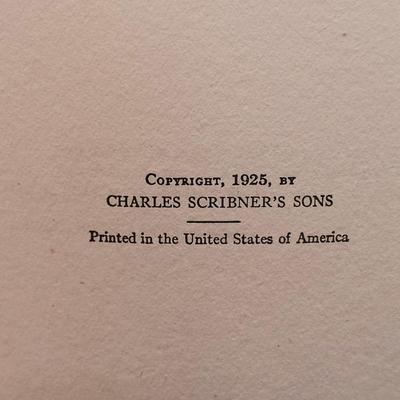 Copyright, 1925, by
CHARLES SCRIBNER'S SONS
Printed in the United States of America